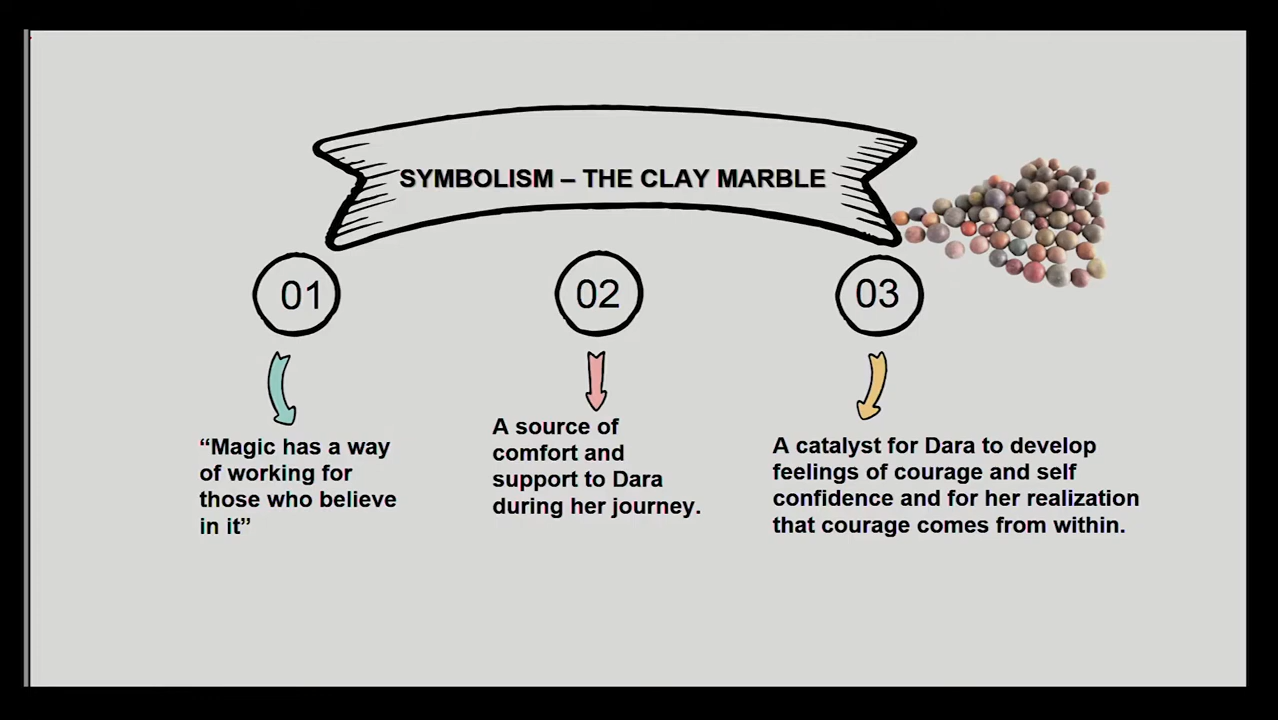 SYMBOLISM – THE CLAY MARBLE
01
“Magic has a way
of working for
those who believe
in it”
02
A source of
comfort and
support to Dara
during her journey.
03
A catalyst for Dara to develop
feelings of courage and self
confidence and for her realization
that courage comes from within.